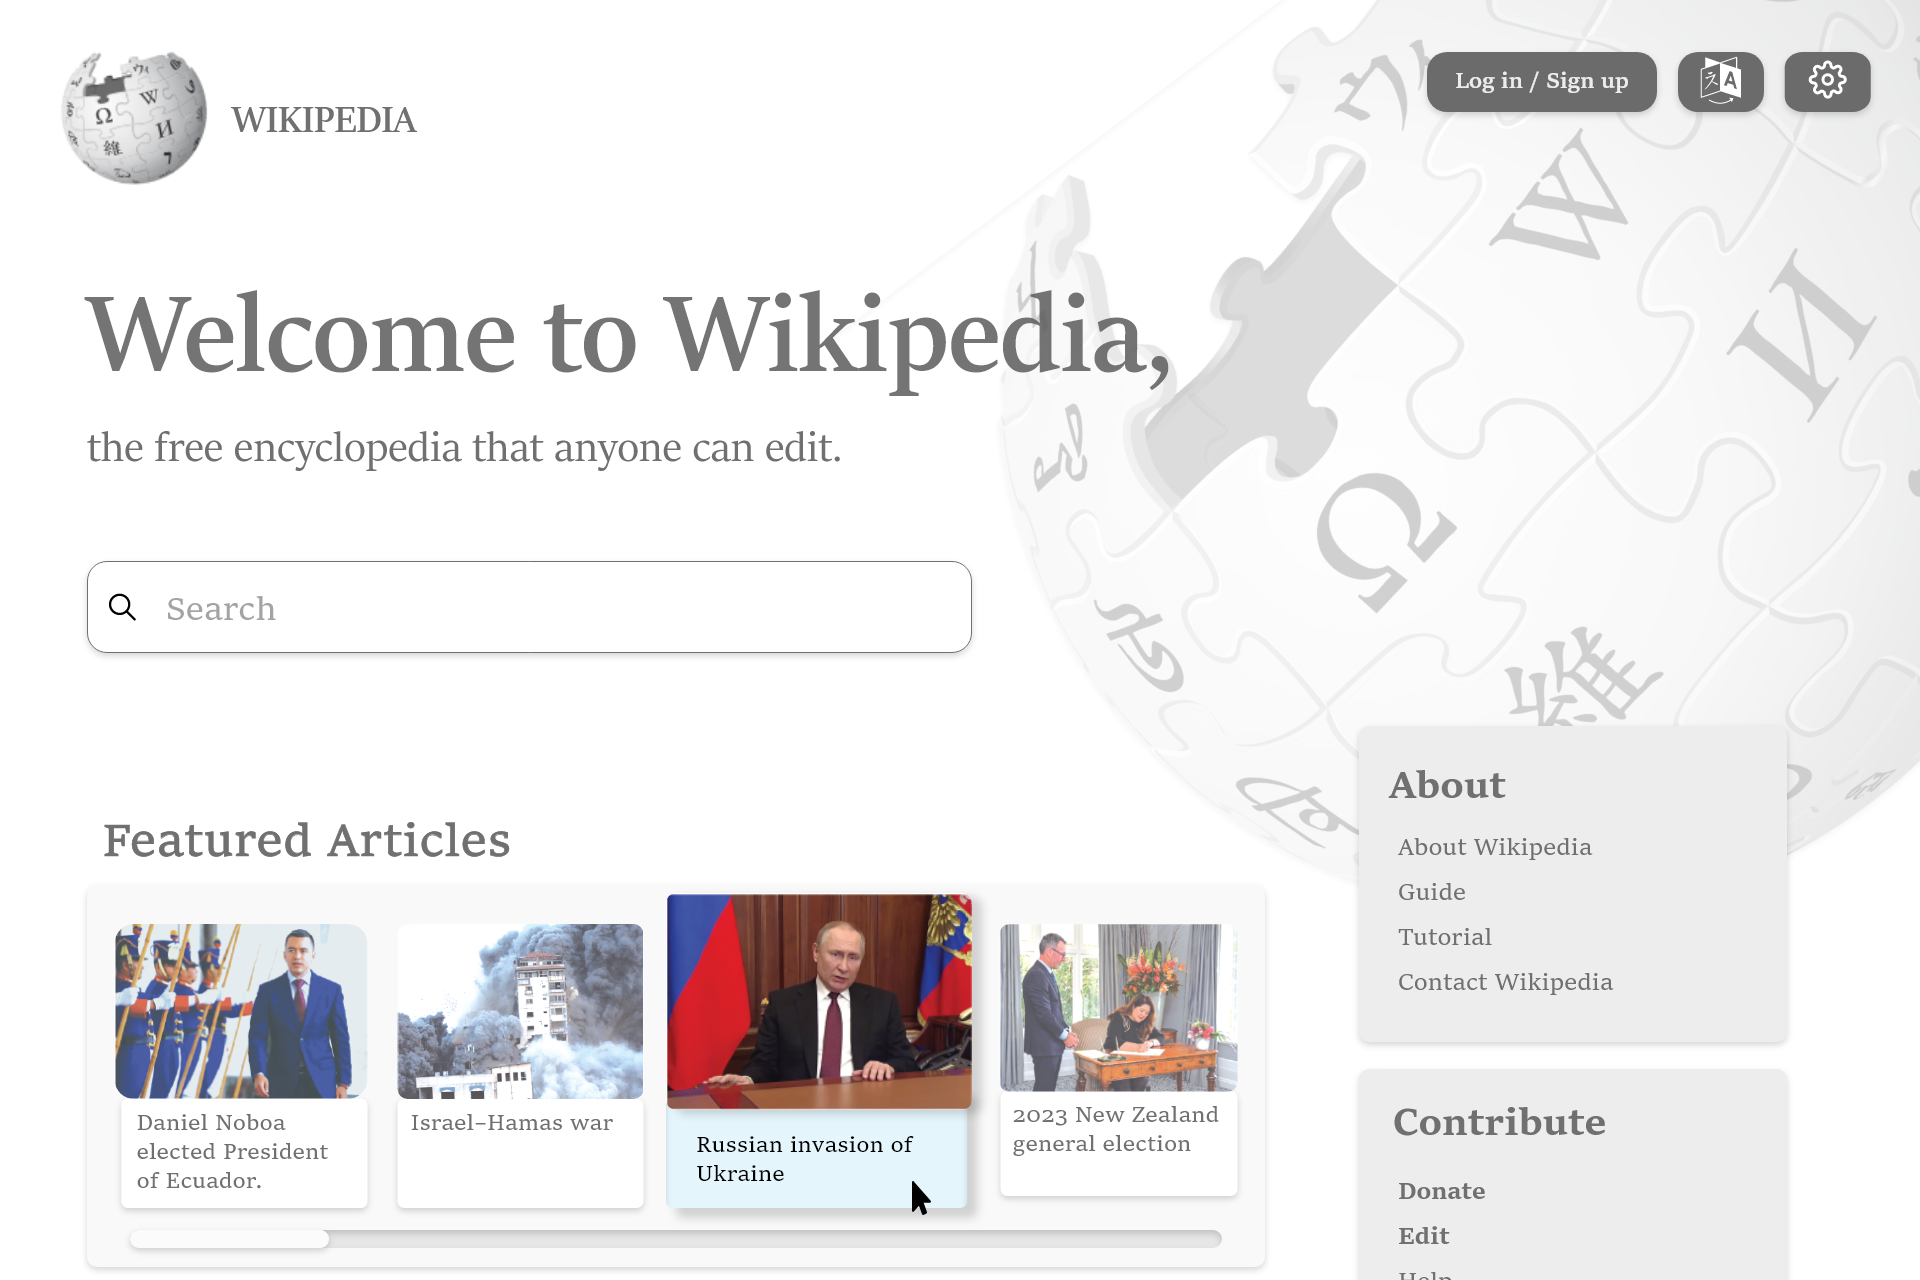 WIKIPEDIA
Log in / Sign up
Welcome to Wikipedia,
the free encyclopedia that anyone can edit.
Search
Featured Articles
Daniel Noboa
elected President
of Ecuador.
Israel–Hamas war
Russian invasion of
Ukraine
2023 New Zealand
general election
About
About Wikipedia
Guide
Tutorial
Contact Wikipedia
Contribute
Donate
Edit
Help
W
И
Ω
維